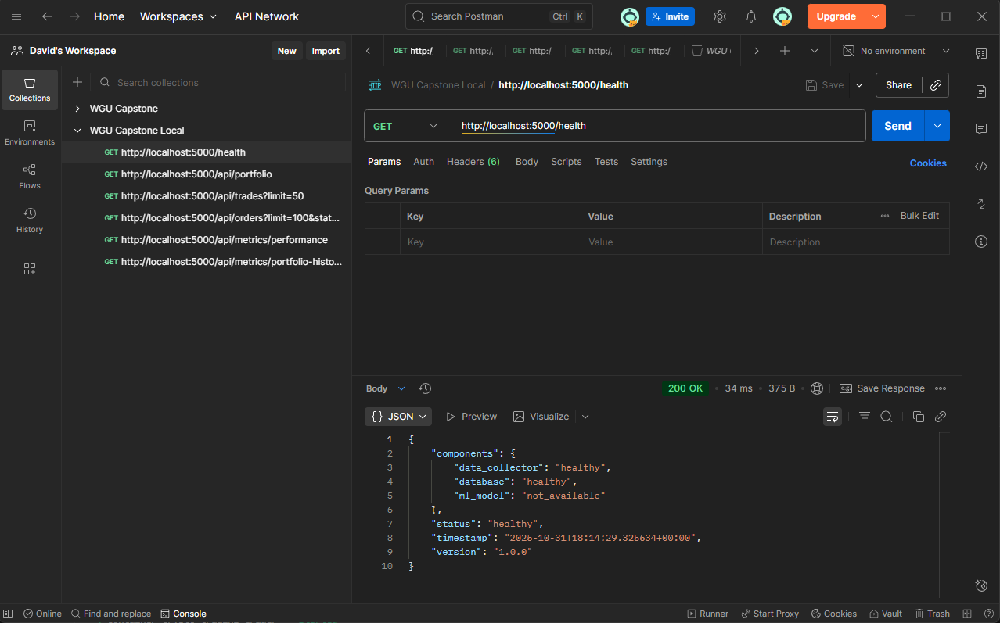 Home Workspaces API Network Search Postman Ctrl K Invite Upgrade
David's Workspace New Import
GET http:/, GET http:/, GET http:/, GET http:/, GET http:/, WGU No environment
Collections
Environments
Flows
History
Search collections
WGU Capstone
WGU Capstone Local
GET http://localhost:5000/health
GET http://localhost:5000/api/portfolio
GET http://localhost:5000/api/trades?limit=50
GET http://localhost:5000/api/orders?limit=100&stat...
GET http://localhost:5000/api/metrics/performance
GET http://localhost:5000/api/metrics/portfolio-histo...
HTTP WGU Capstone Local / http://localhost:5000/health Save Share
GET http://localhost:5000/health Send
Params Auth Headers (6) Body Scripts Tests Settings Cookies
Query Params
Key Value Description Bulk Edit
Key Value Description
Body 200 OK 34 ms 375 B e.g. Save Response
{} JSON Preview Visualize
1 {
2 "components": {
3 "data_collector": "healthy",
4 "database": "healthy",
5 "ml_model": "not_available"
6 },
7 "status": "healthy",
8 "timestamp": "2025-10-31T18:14:29.325634+00:00",
9 "version": "1.0.0"
10 }
Online Find and replace Console Runner Start Proxy Cookies Vault Trash